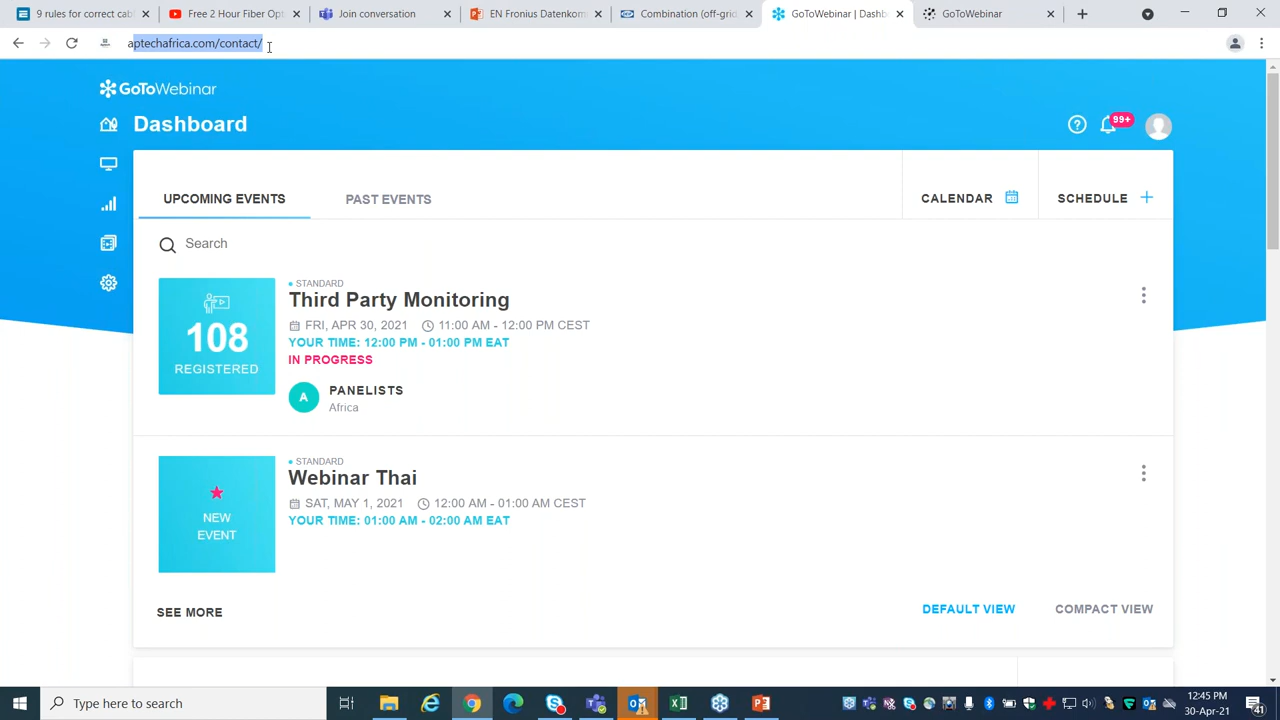 9 rules for correct cabl
Free 2 Hour Fiber Opt
Join conversation
EN Fronius Datenkom
Combination (off-gri
GoToWebinar | Dashb
GoToWebinar
aptechafrica.com/contact/
GoToWebinar
Dashboard
99+
UPCOMING EVENTS
PAST EVENTS
CALENDAR
SCHEDULE
Search
108
REGISTERED
STANDARD
Third Party Monitoring
FRI, APR 30, 2021 11:00 AM - 12:00 PM CEST
YOUR TIME: 12:00 PM - 01:00 PM EAT
IN PROGRESS
A
PANELISTS
Africa
NEW
EVENT
STANDARD
Webinar Thai
SAT, MAY 1, 2021 12:00 AM - 01:00 AM CEST
YOUR TIME: 01:00 AM - 02:00 AM EAT
SEE MORE
DEFAULT VIEW
COMPACT VIEW
Type here to search
12:45 PM
30-Apr-21
41